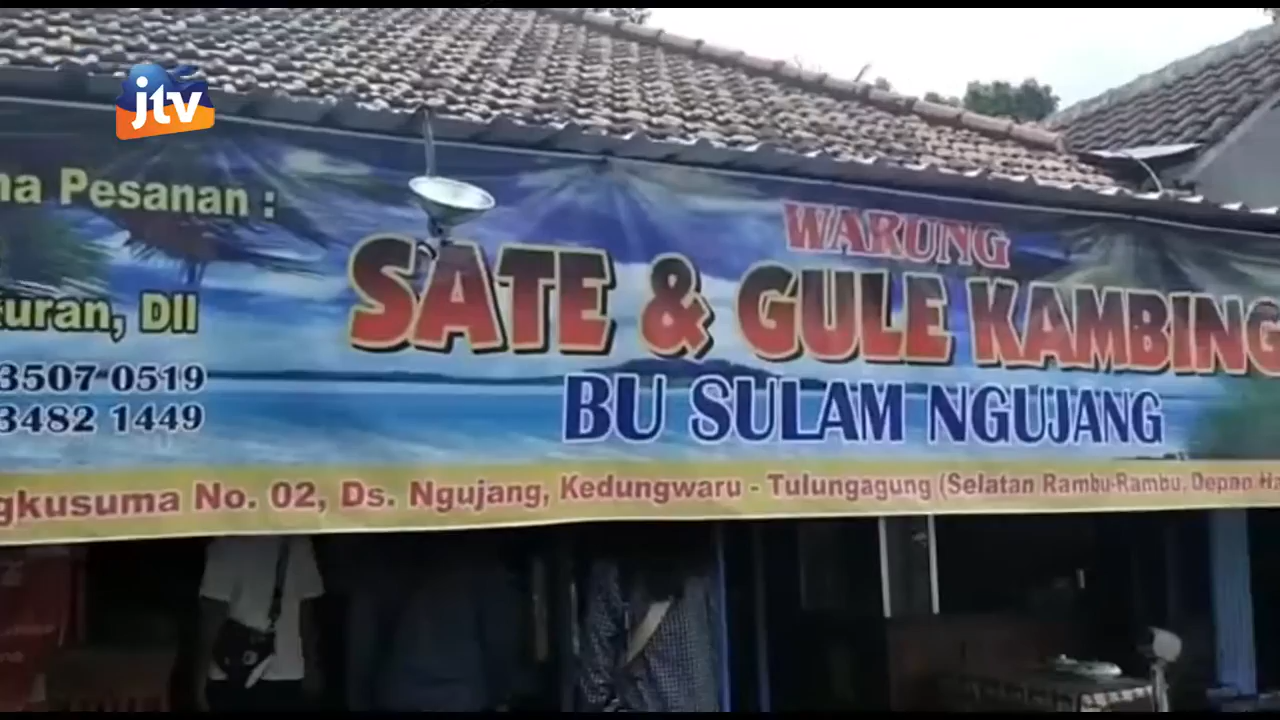 jtv
na Pesanan :
turan, Dll
3507 0519
3482 1449
WARUNG
SATE & GULE KAMBING
BU SULAM NGUJANG
gkusuma No. 02, Ds. Ngujang, Kedungwaru - Tulungagung (Selatan Rambu-Rambu, Depan Ha